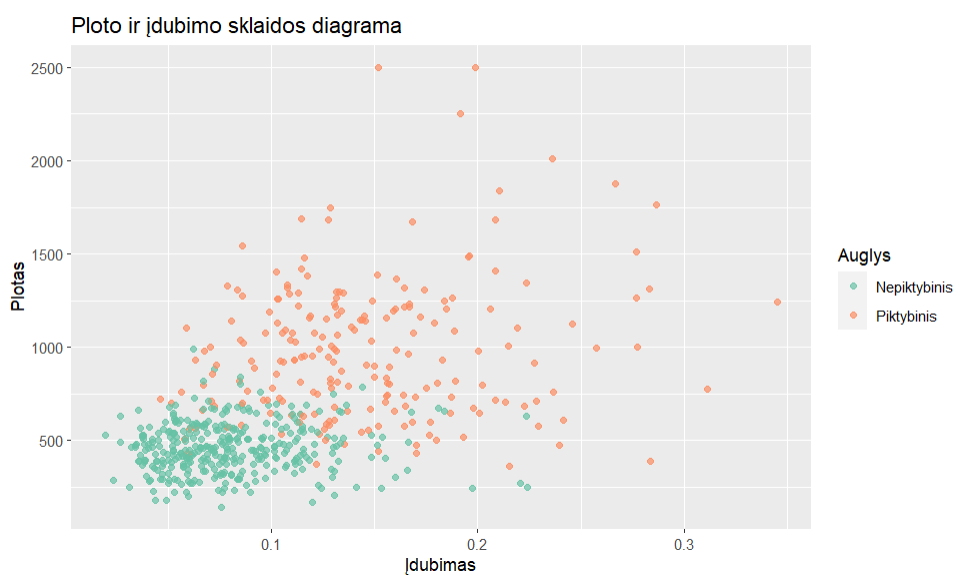 Ploto ir įdubimo sklaidos diagrama
2500
2000
1500
1000
500
Plotas
0.1
0.2
0.3
Įdubimas
Auglys
Nepiktybinis
Piktybinis